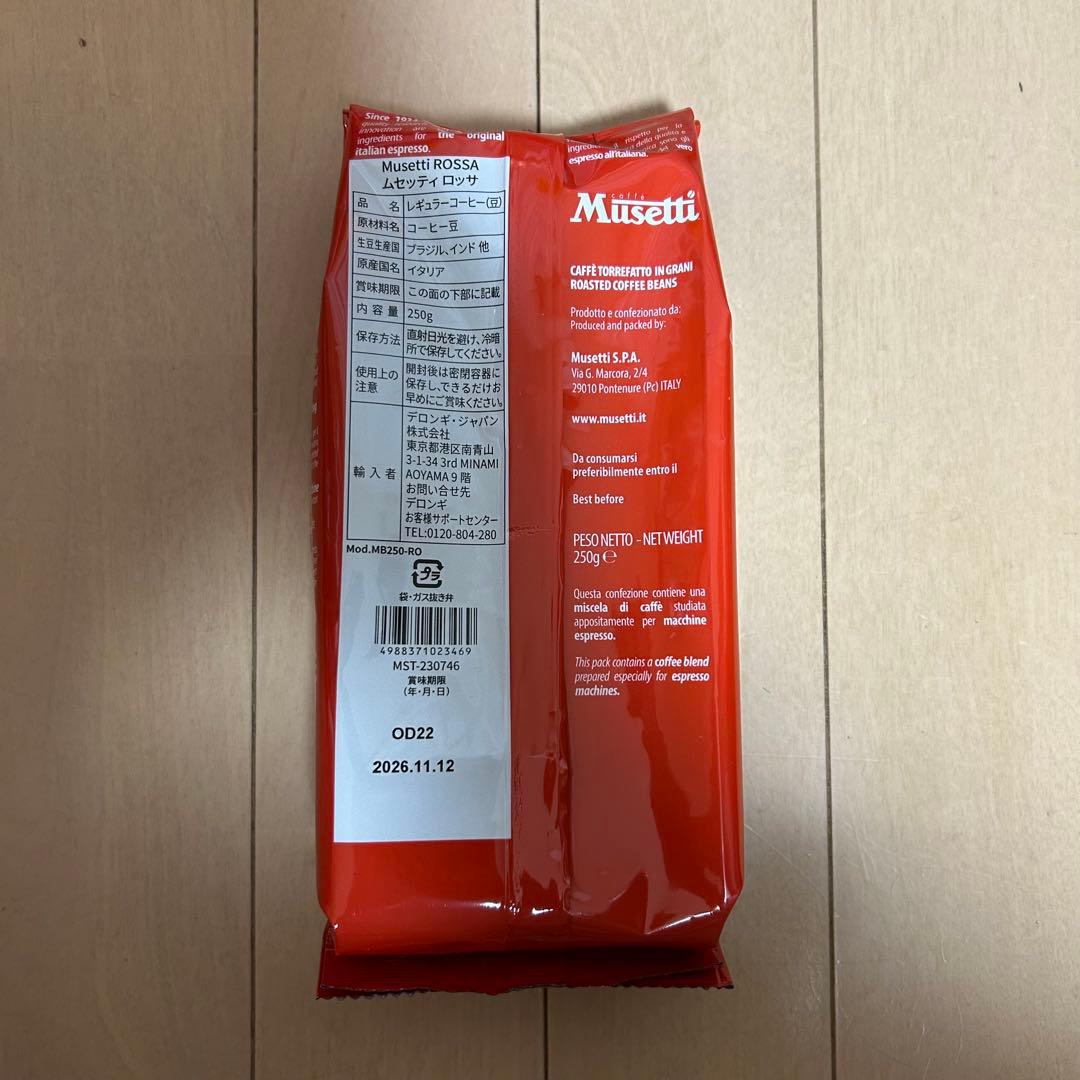 Since
innovation are
ingredients for the original
italian espresso.
rispetto per la
della qualità e
sono gli
espresso all'italiana. vero
Musetti ROSSA
ムセッティ ロッサ
品 名 レギュラーコーヒー(豆)
原材料名 コーヒー豆
生豆生産国 ブラジル、インド 他
原産国名 イタリア
賞味期限 この面の下部に記載
内 容 量 250g
保存方法 直射日光を避け、冷暗
所で保存してください。
使用上の
注意
開封後は密閉容器に
保存し、できるだけお
早めにご賞味ください。
輸 入 者
デロンギ・ジャパン
株式会社
東京都港区南青山
3-1-34 3rd MINAMI
AOYAMA 9 階
お問い合せ先
デロンギ
お客様サポートセンター
TEL:0120-804-280
Mod.MB250-RO
プラ
袋・ガス抜き弁
4988371023469
MST-230746
賞味期限
(年・月・日)
OD22
2026.11.12
caffè
Musetti
CAFFÈ TORREFATTO IN GRANI
ROASTED COFFEE BEANS
Prodotto e confezionato da:
Produced and packed by:
Musetti S.P.A.
Via G. Marcora, 2/4
29010 Pontenure (Pc) ITALY
www.musetti.it
Da consumarsi
preferibilmente entro il
Best before
PESO NETTO - NET WEIGHT
250g ℮
Questa confezione contiene una
miscela di caffè studiata
appositamente per macchine
espresso.
This pack contains a coffee blend
prepared especially for espresso
machines.